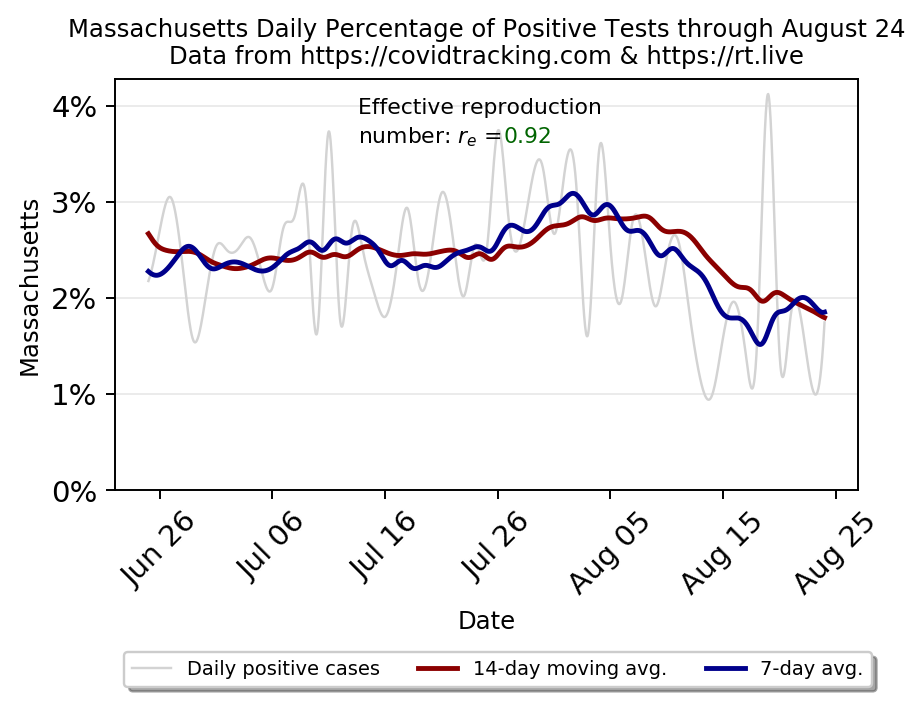 Massachusetts Daily Percentage of Positive Tests through August 24
Data from https://covidtracking.com & https://rt.live
Effective reproduction
number: rₑ =0.92
4%
3%
2%
1%
0%
Massachusetts
Jun 26
Jul 06
Jul 16
Jul 26
Aug 05
Aug 15
Aug 25
Date
Daily positive cases
14-day moving avg.
7-day avg.